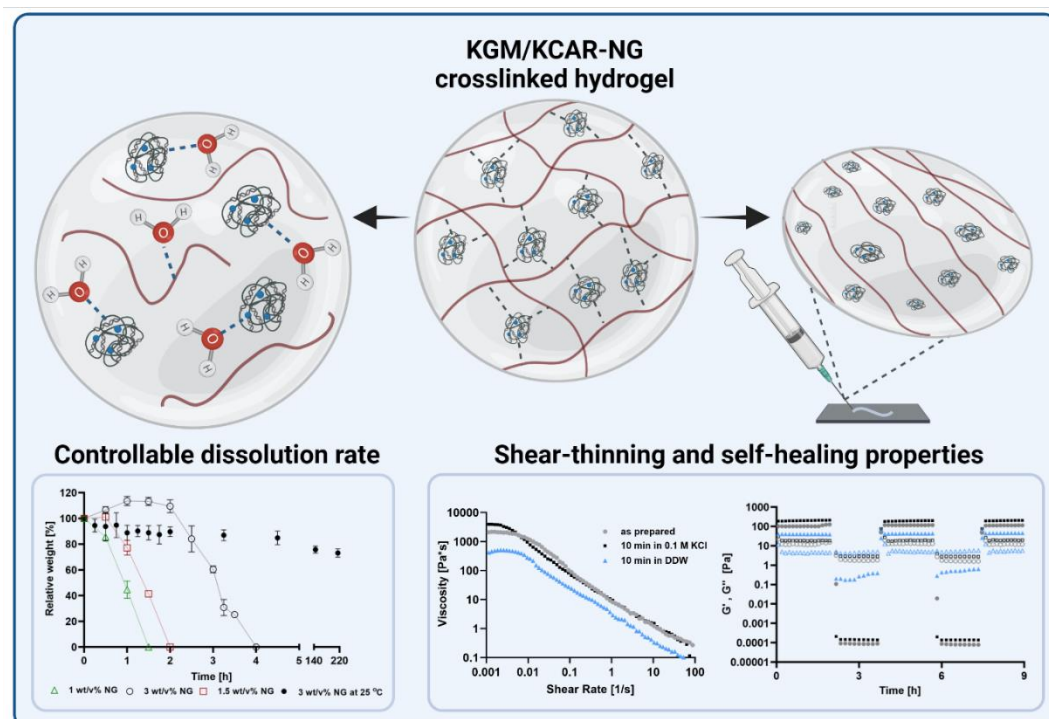 KGM/KCAR-NG
crosslinked hydrogel
H
O
H
H
H
O
H
O
H
H
O
H
H
O
H
Controllable dissolution rate
Shear-thinning and self-healing properties
Relative weight [%]
120
100
80
60
40
20
0
0 1 2 3 4 5 140 220
Time [h]
1 wt/v% NG 3 wt/v% NG 1.5 wt/v% NG 3 wt/v% NG at 25 °C
Viscosity [Pa*s]
10000
1000
100
10
1
0.1
0.001 0.01 0.1 1 10 100
Shear Rate [1/s]
as prepared
10 min in 0.1 M KCl
10 min in DDW
G', G'' [Pa]
1000
100
10
1
0.1
0.01
0.001
0.0001
0.00001
0 3 6 9
Time [h]